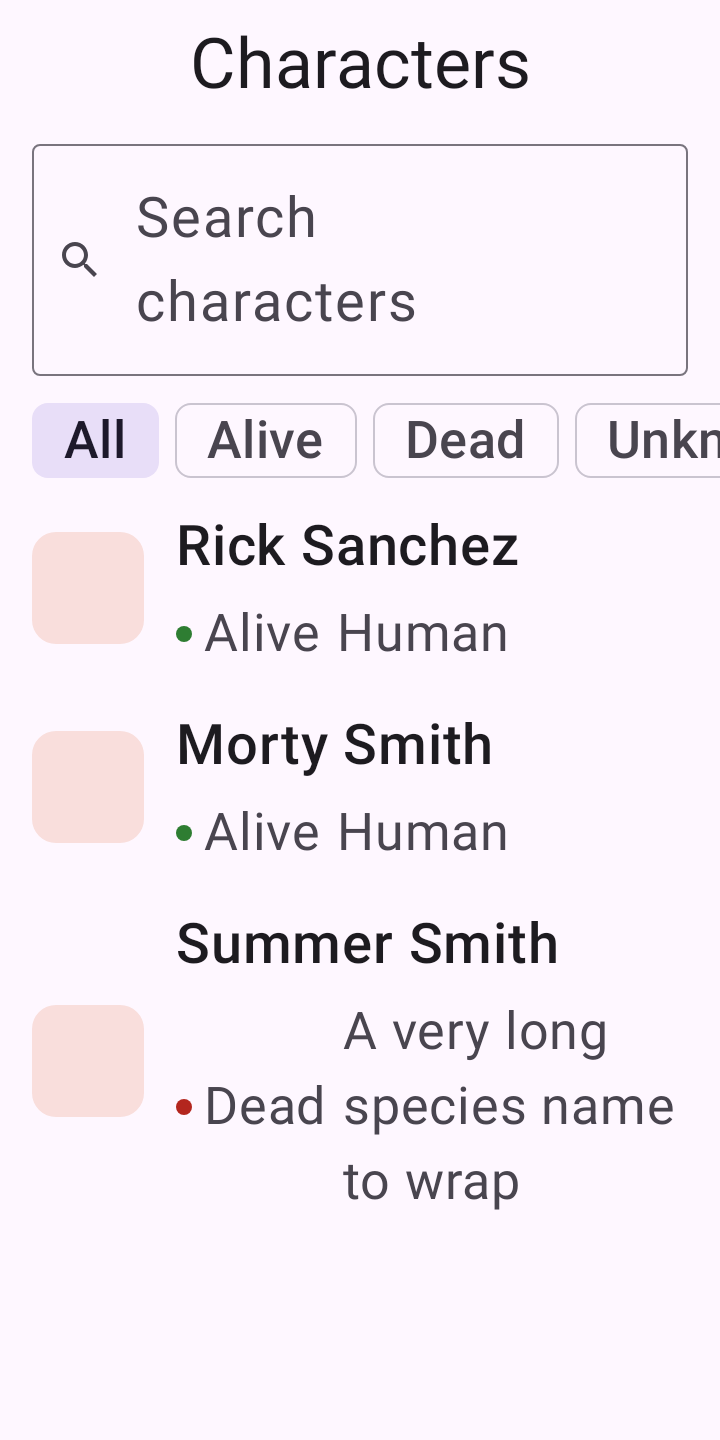 Characters
Search
characters
All Alive Dead
Rick Sanchez
Alive Human
Morty Smith
Alive Human
Summer Smith
Dead A very long
species name
to wrap